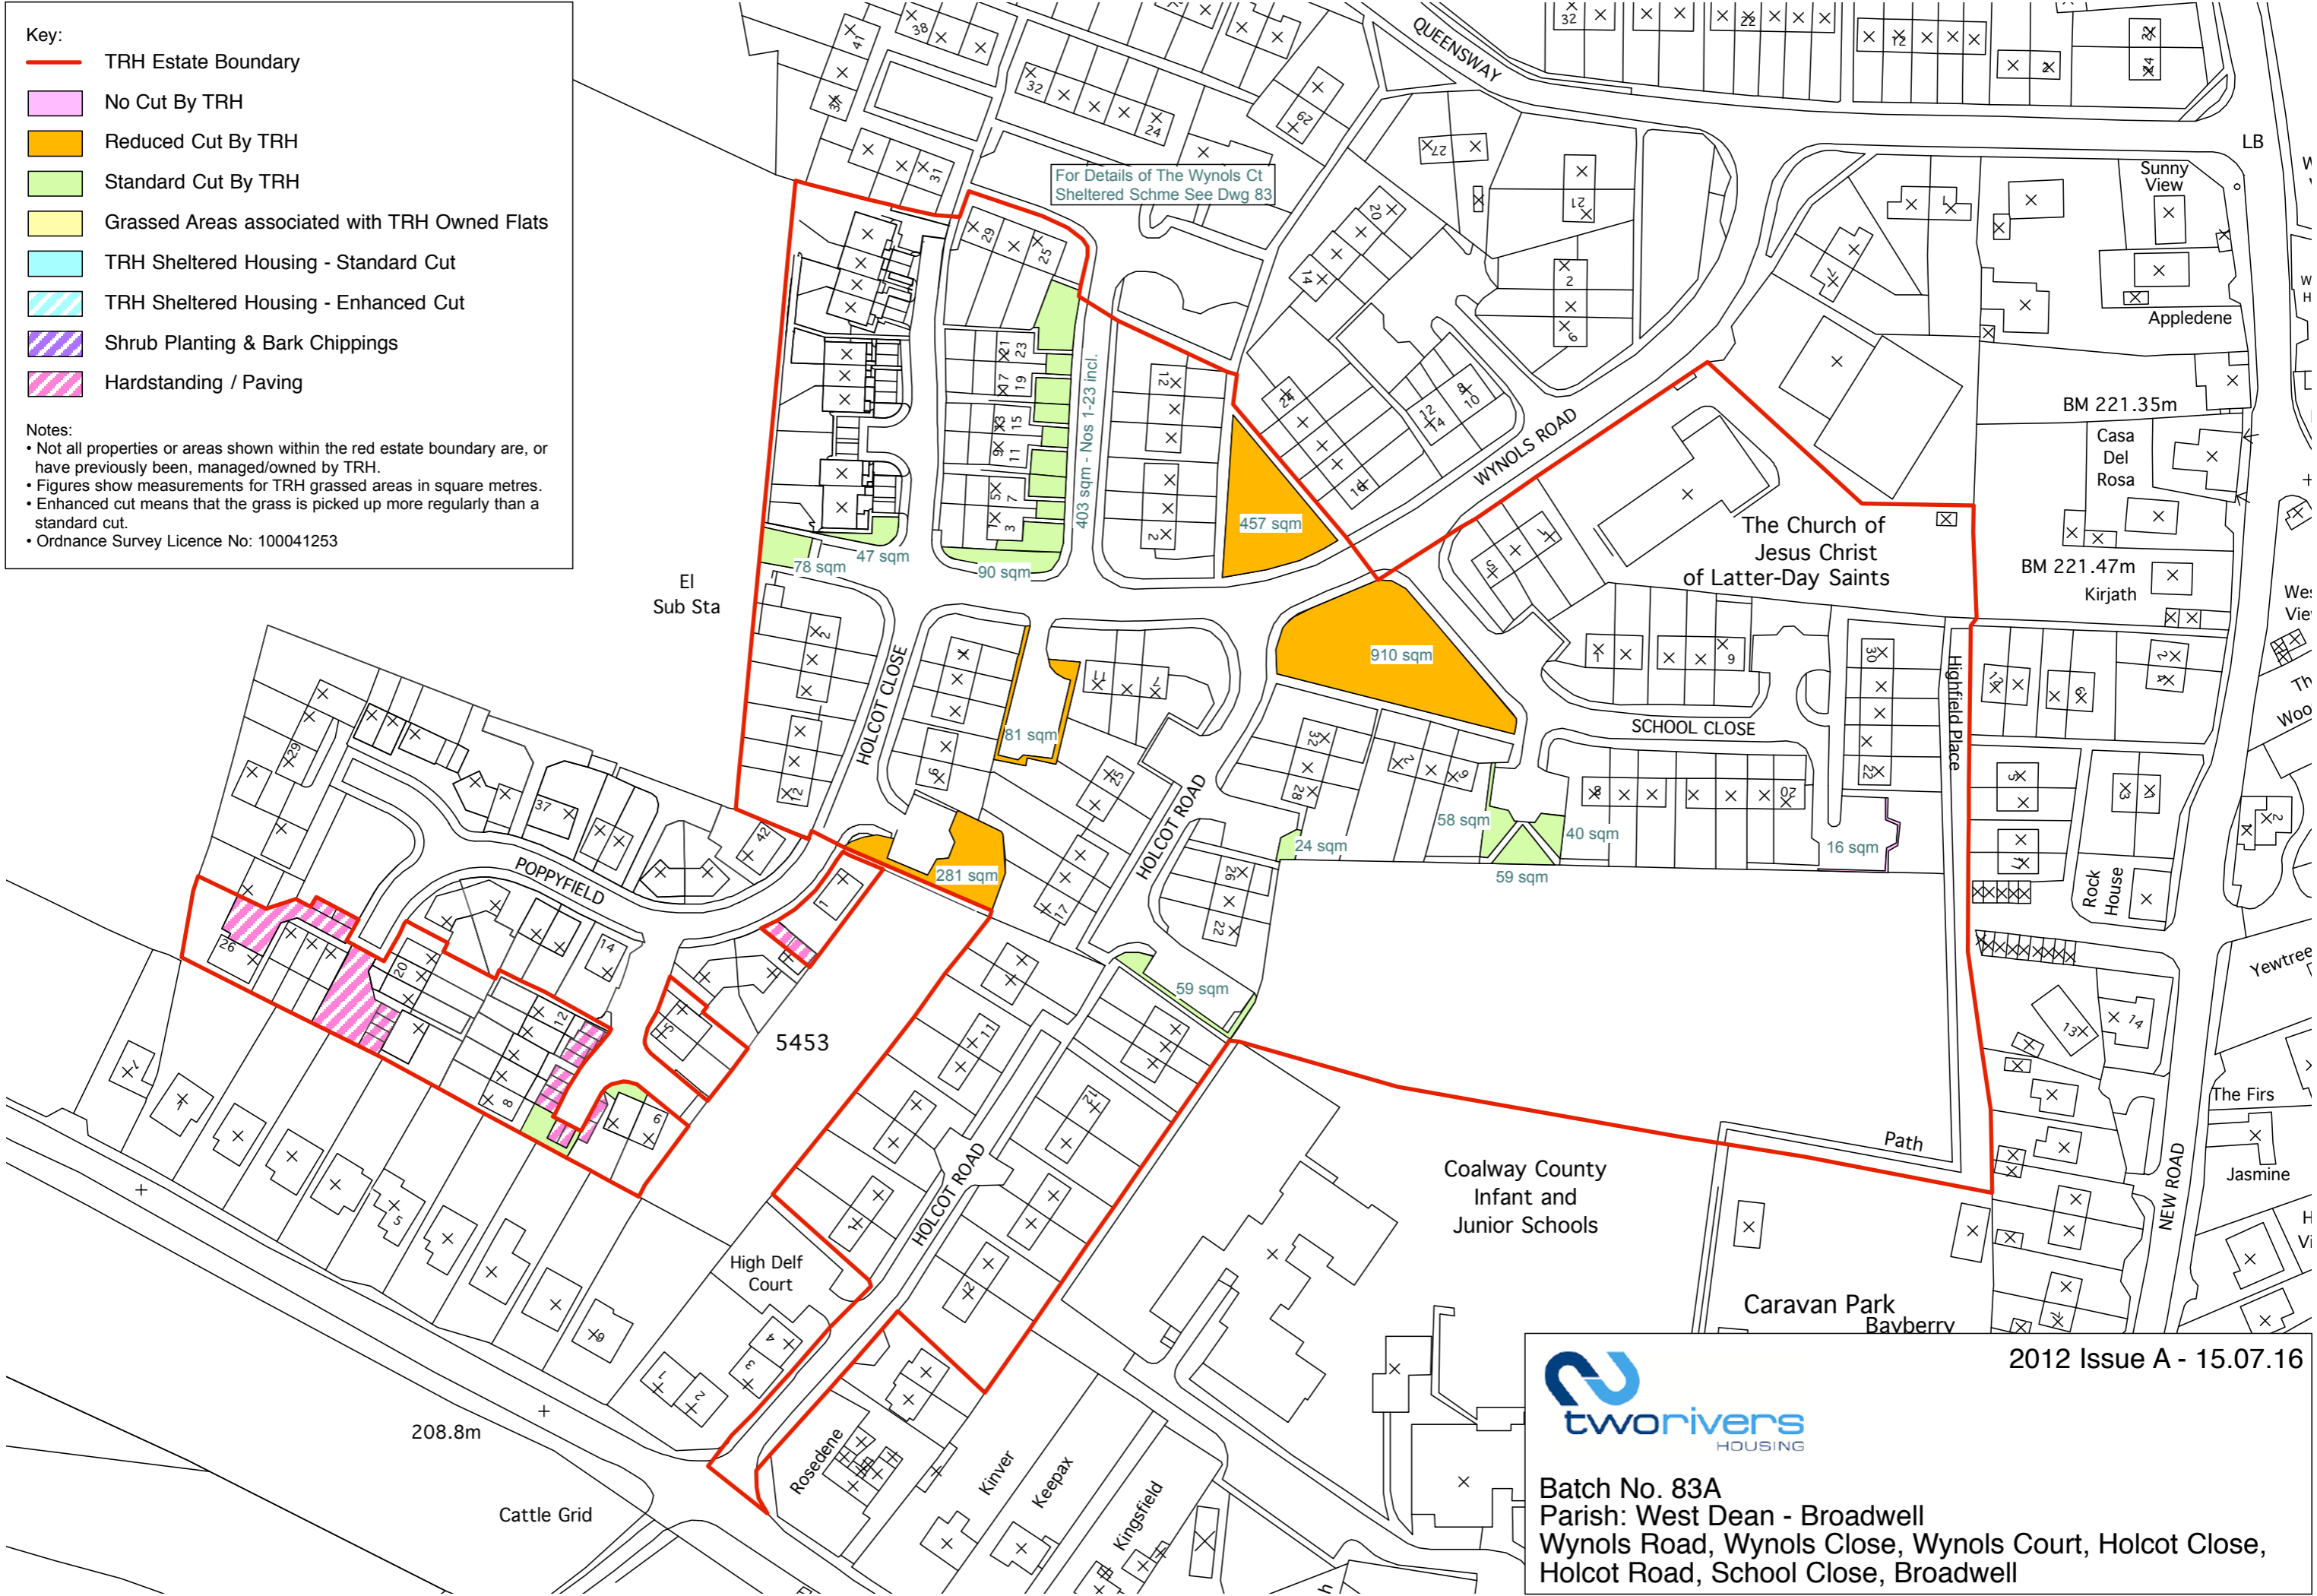 Key:
TRH Estate Boundary
No Cut By TRH
Reduced Cut By TRH
Standard Cut By TRH
Grassed Areas associated with TRH Owned Flats
TRH Sheltered Housing - Standard Cut
TRH Sheltered Housing - Enhanced Cut
Shrub Planting & Bark Chippings
Hardstanding / Paving
Notes:
• Not all properties or areas shown within the red estate boundary are, or
have previously been, managed/owned by TRH.
• Figures show measurements for TRH grassed areas in square metres.
• Enhanced cut means that the grass is picked up more regularly than a
standard cut.
• Ordnance Survey Licence No: 100041253
QUEENSWAY
For Details of The Wynols Ct
Sheltered Schme See Dwg 83
LB
Sunny
View
Appledene
BM 221.35m
Casa
Del
Rosa
BM 221.47m
Kirjath
WYNOLS ROAD
The Church of
Jesus Christ
of Latter-Day Saints
403 sqm - Nos 1-23 incl.
457 sqm
47 sqm
78 sqm
90 sqm
El
Sub Sta
910 sqm
HOLCOT CLOSE
81 sqm
SCHOOL CLOSE
Highfield Place
HOLCOT ROAD
58 sqm
40 sqm
24 sqm
59 sqm
16 sqm
281 sqm
POPPYFIELD
Rock
House
59 sqm
5453
Yewtree
The Firs
Jasmine
Path
NEW ROAD
Coalway County
Infant and
Junior Schools
HOLCOT ROAD
High Delf
Court
Caravan Park
Bayberry
208.8m
Cattle Grid
Rosedene
Kinver
Keepax
Kingsfield
2012 Issue A - 15.07.16
tworivers
HOUSING
Batch No. 83A
Parish: West Dean - Broadwell
Wynols Road, Wynols Close, Wynols Court, Holcot Close,
Holcot Road, School Close, Broadwell